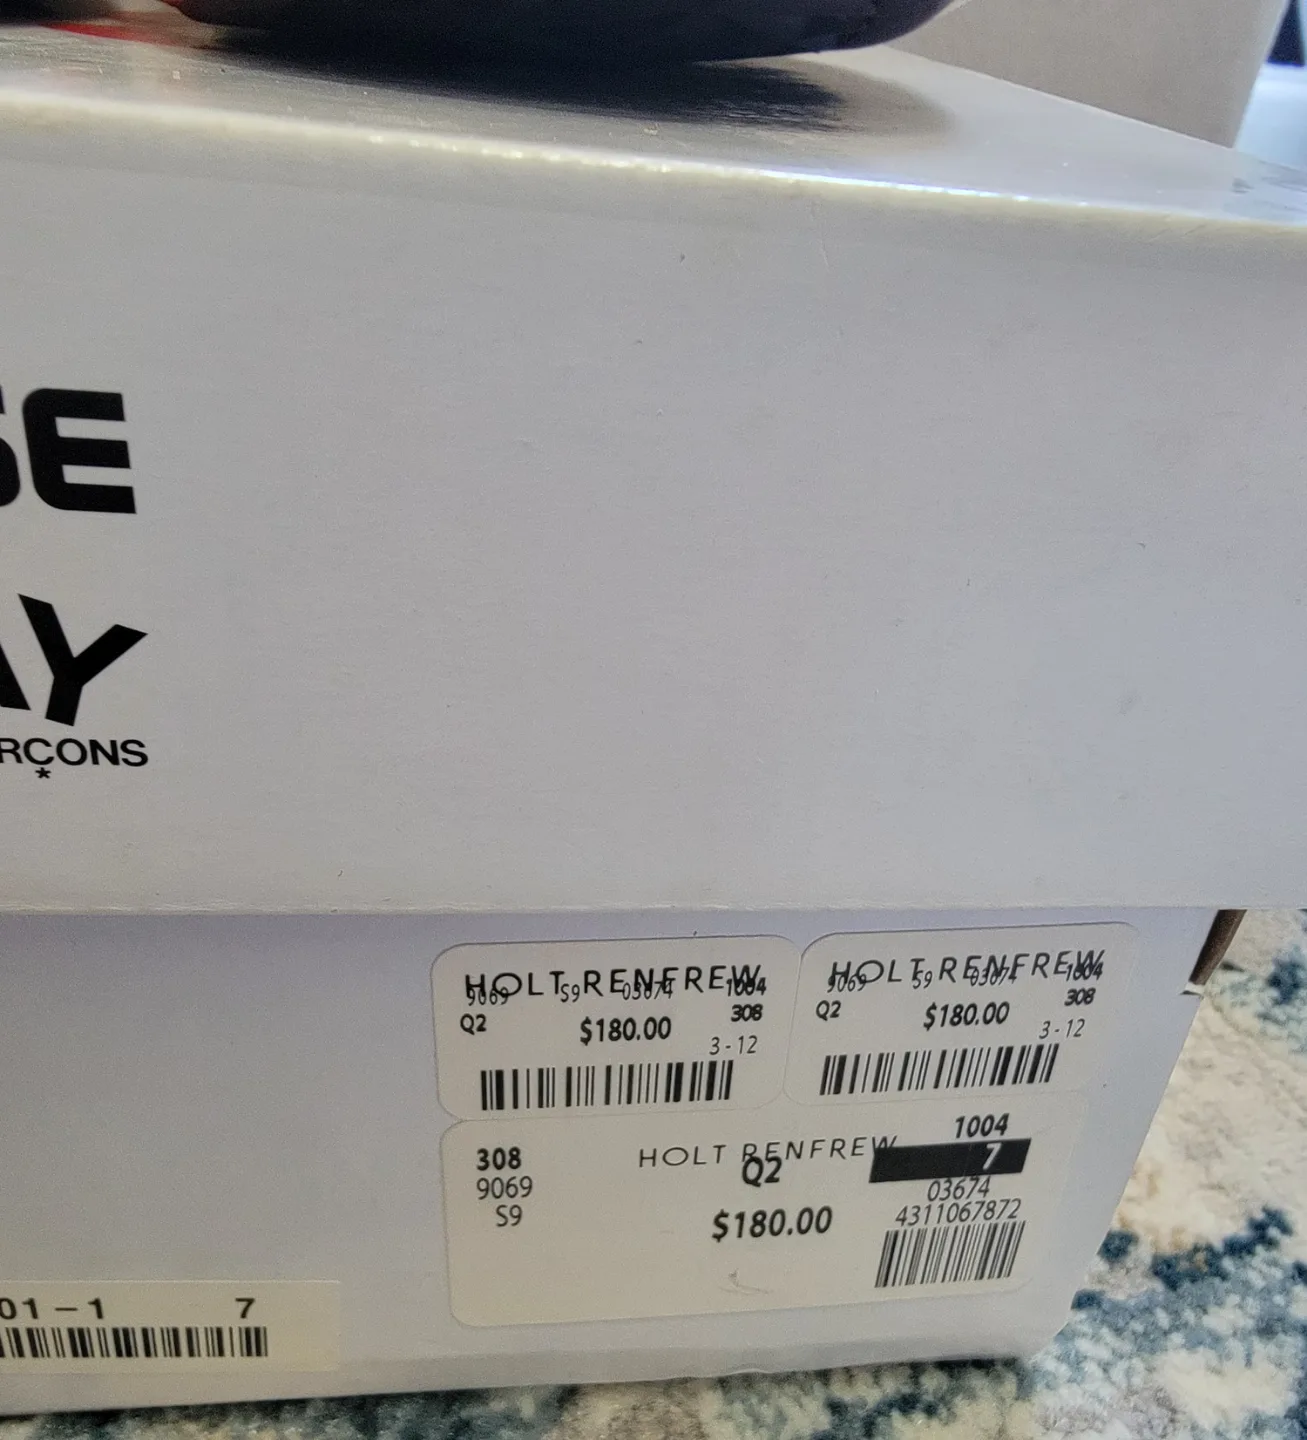 SE
AY
RÇONS
*
HOLT RENFREW
9069 S9 03674 1004
Q2 $180.00 308
3-12
HOLT RENFREW
9069 S9 03674 1004
Q2 $180.00 308
3-12
1004
308 HOLT RENFREW 7
9069 Q2 03674
S9 $180.00 4311067872
01-1 7